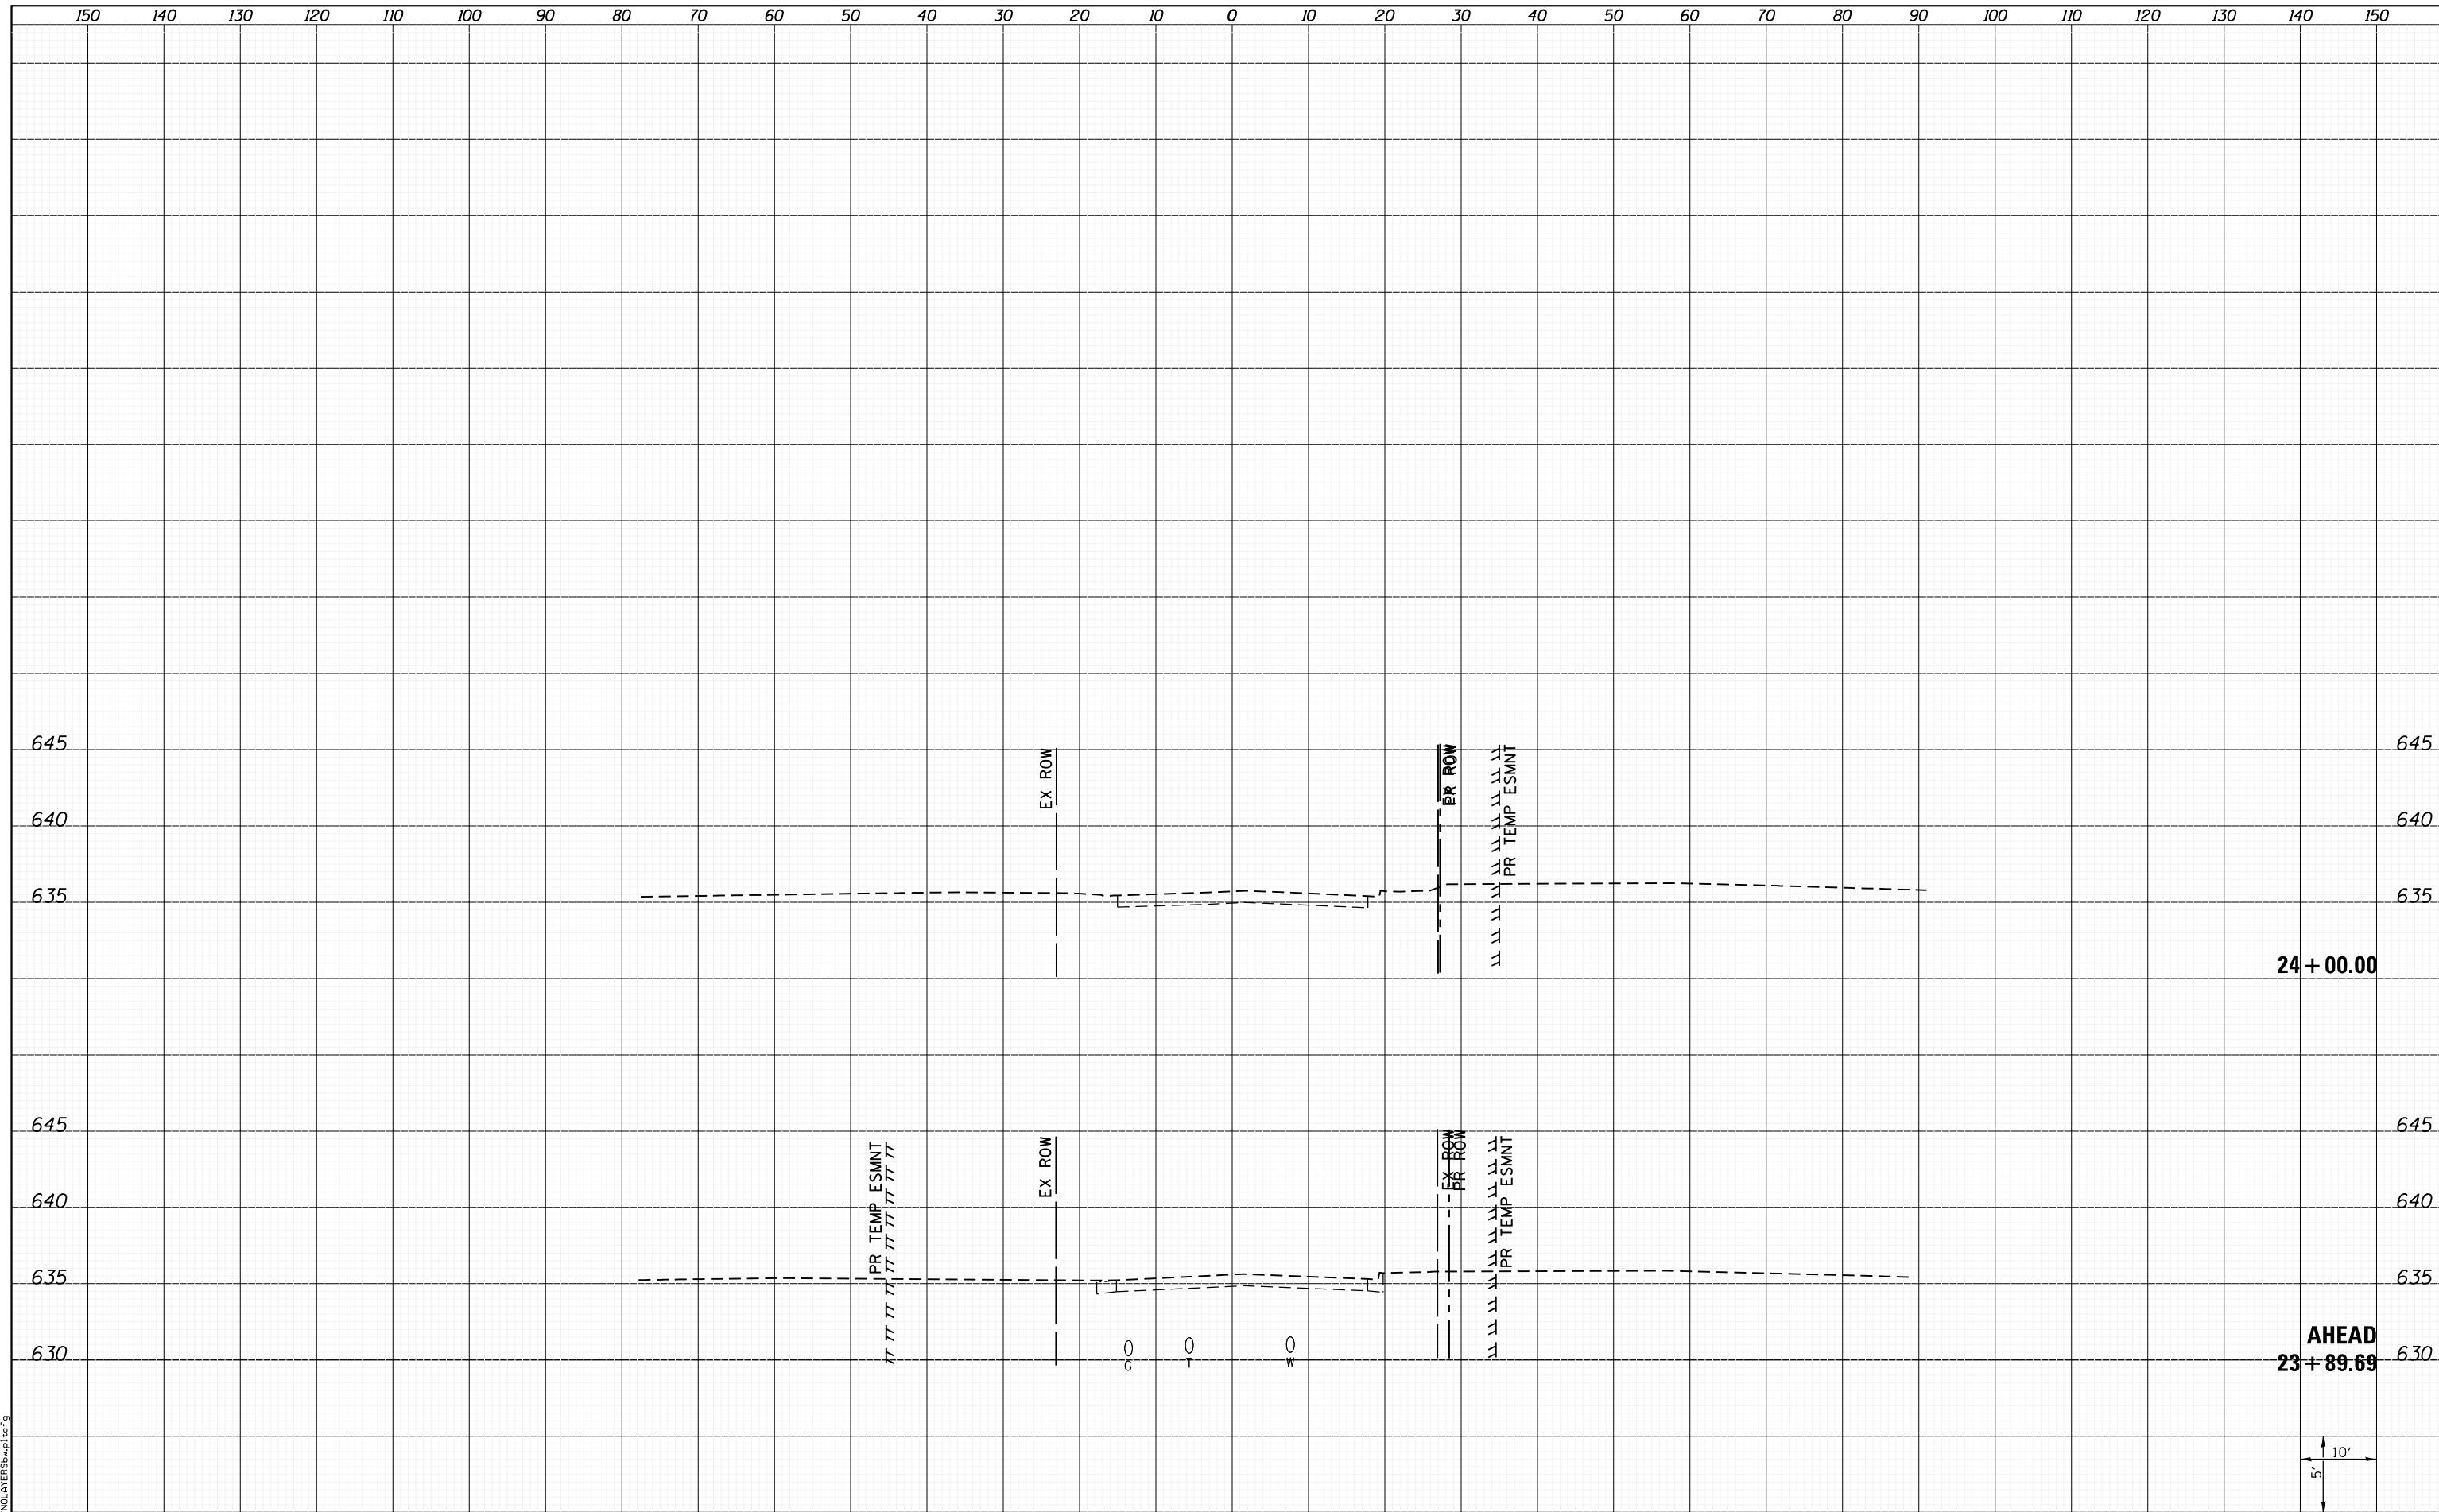 150 140 130 120 110 100 90 80 70 60 50 40 30 20 10 0 10 20 30 40 50 60 70 80 90 100 110 120 130 140 150
645 EX ROW EX ROW PR ROW PR TEMP ESMNT 645
640 640
635 635
24+00.00
645 PR TEMP ESMNT EX ROW EX ROW PR ROW PR TEMP ESMNT 645
640 640
635 635
AHEAD
630 G T W 23+89.69 630
10'
5'
NOLAYERSbw.pltcfg